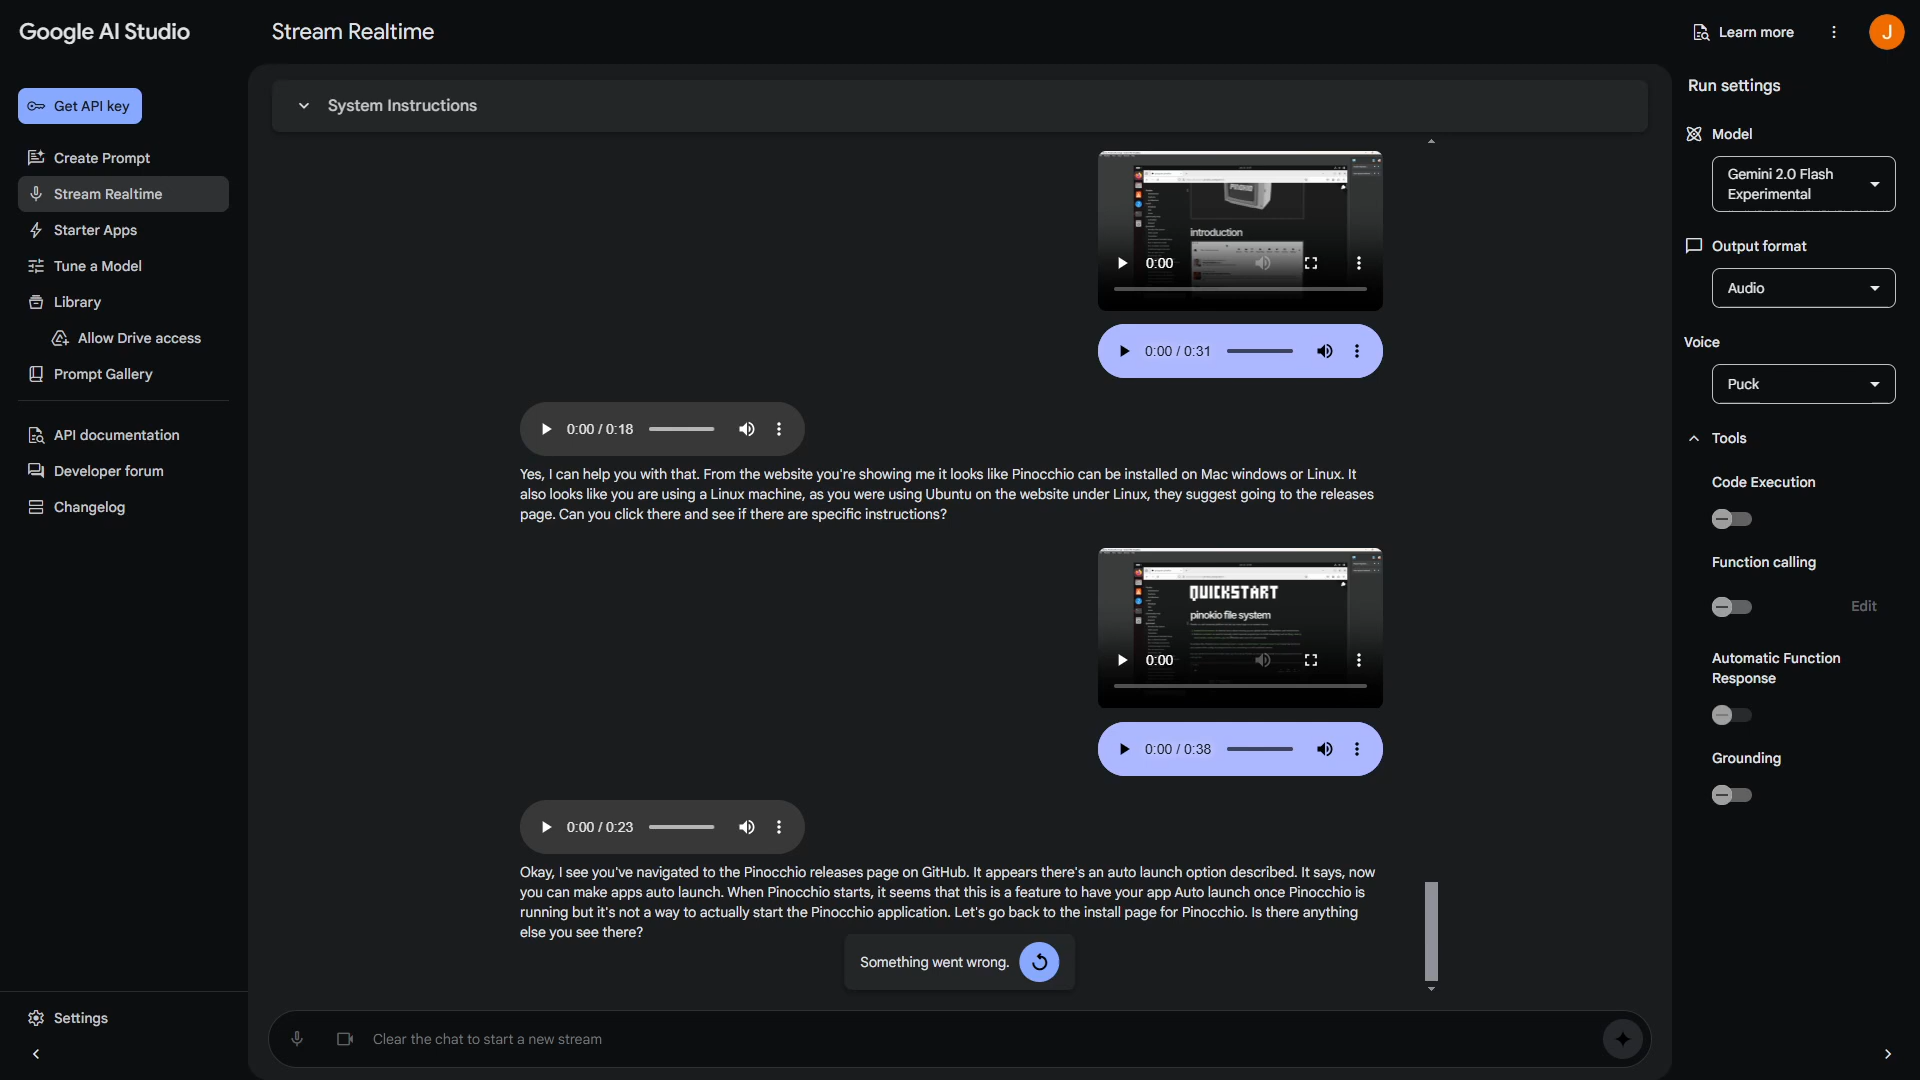 Google AI Studio
Stream Realtime
Learn more
J
Get API key
Create Prompt
Stream Realtime
Starter Apps
Tune a Model
Library
Allow Drive access
Prompt Gallery
API documentation
Developer forum
Changelog
Settings
System Instructions
PINOKIO
introduction
0:00
0:00 / 0:31
0:00 / 0:18
Yes, I can help you with that. From the website you're showing me it looks like Pinocchio can be installed on Mac windows or Linux. It
also looks like you are using a Linux machine, as you were using Ubuntu on the website under Linux, they suggest going to the releases
page. Can you click there and see if there are specific instructions?
QUICKSTART
pinokio file system
0:00
0:00 / 0:38
0:00 / 0:23
Okay, I see you've navigated to the Pinocchio releases page on GitHub. It appears there's an auto launch option described. It says, now
you can make apps auto launch. When Pinocchio starts, it seems that this is a feature to have your app Auto launch once Pinocchio is
running but it's not a way to actually start the Pinocchio application. Let's go back to the install page for Pinocchio. Is there anything
else you see there?
Something went wrong.
Clear the chat to start a new stream
Run settings
Model
Gemini 2.0 Flash
Experimental
Output format
Audio
Voice
Puck
Tools
Code Execution
Function calling
Edit
Automatic Function
Response
Grounding